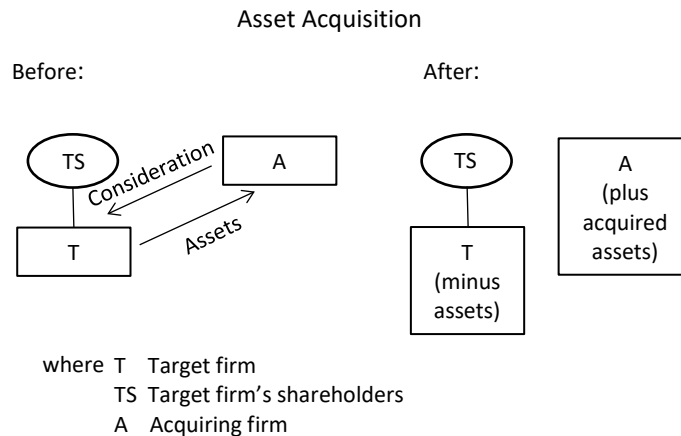 Asset Acquisition
Before:
After:
TS
Consideration
A
Assets
T
TS
T
(minus
assets)
A
(plus
acquired
assets)
where T Target firm
TS Target firm’s shareholders
A Acquiring firm